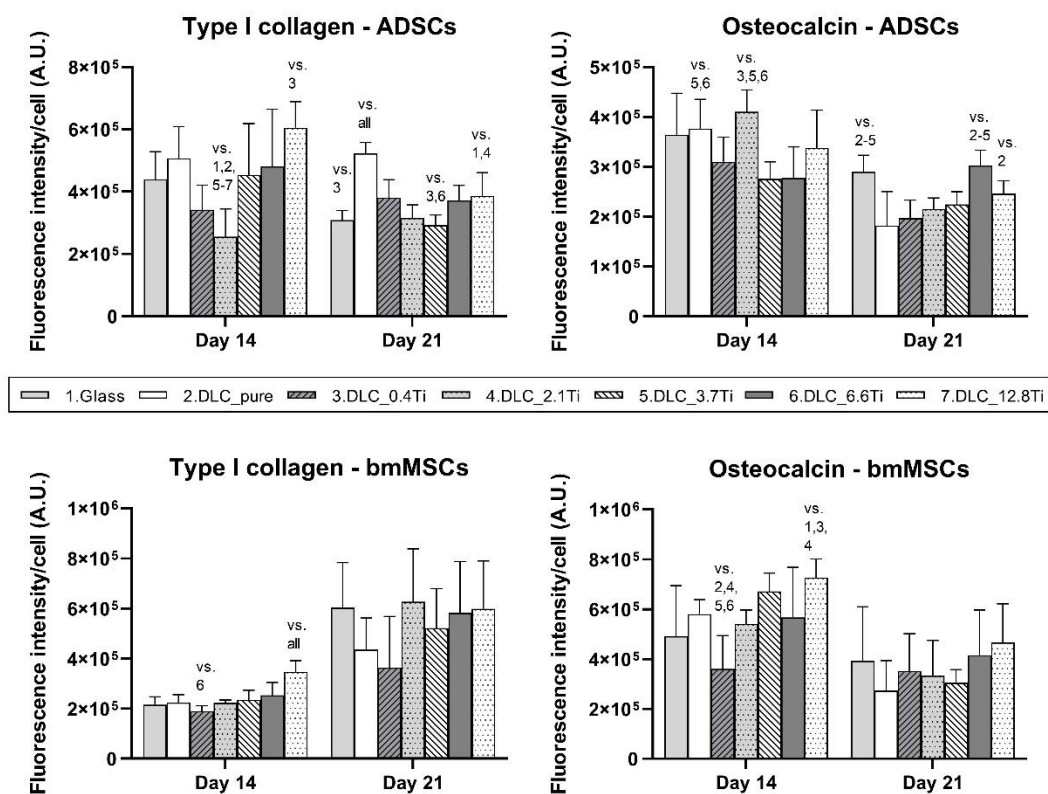 Type I collagen - ADSCs
Fluorescence intensity/cell (A.U.)
8×10⁵
6×10⁵
4×10⁵
2×10⁵
0
vs.
1,2,
5-7
vs.
3
vs.
3
vs.
all
vs.
3,6
vs.
1,4
Day 14
Day 21
Osteocalcin - ADSCs
Fluorescence intensity/cell (A.U.)
5×10⁵
4×10⁵
3×10⁵
2×10⁵
1×10⁵
0
vs.
5,6
vs.
3,5,6
vs.
2-5
vs.
2-5
vs.
2
Day 14
Day 21
1.Glass 2.DLC_pure 3.DLC_0.4Ti 4.DLC_2.1Ti 5.DLC_3.7Ti 6.DLC_6.6Ti 7.DLC_12.8Ti
Type I collagen - bmMSCs
Fluorescence intensity/cell (A.U.)
1×10⁶
8×10⁵
6×10⁵
4×10⁵
2×10⁵
0
vs.
6
vs.
all
Day 14
Day 21
Osteocalcin - bmMSCs
Fluorescence intensity/cell (A.U.)
1×10⁶
8×10⁵
6×10⁵
4×10⁵
2×10⁵
0
vs.
2,4,
5,6
vs.
1,3,
4
Day 14
Day 21